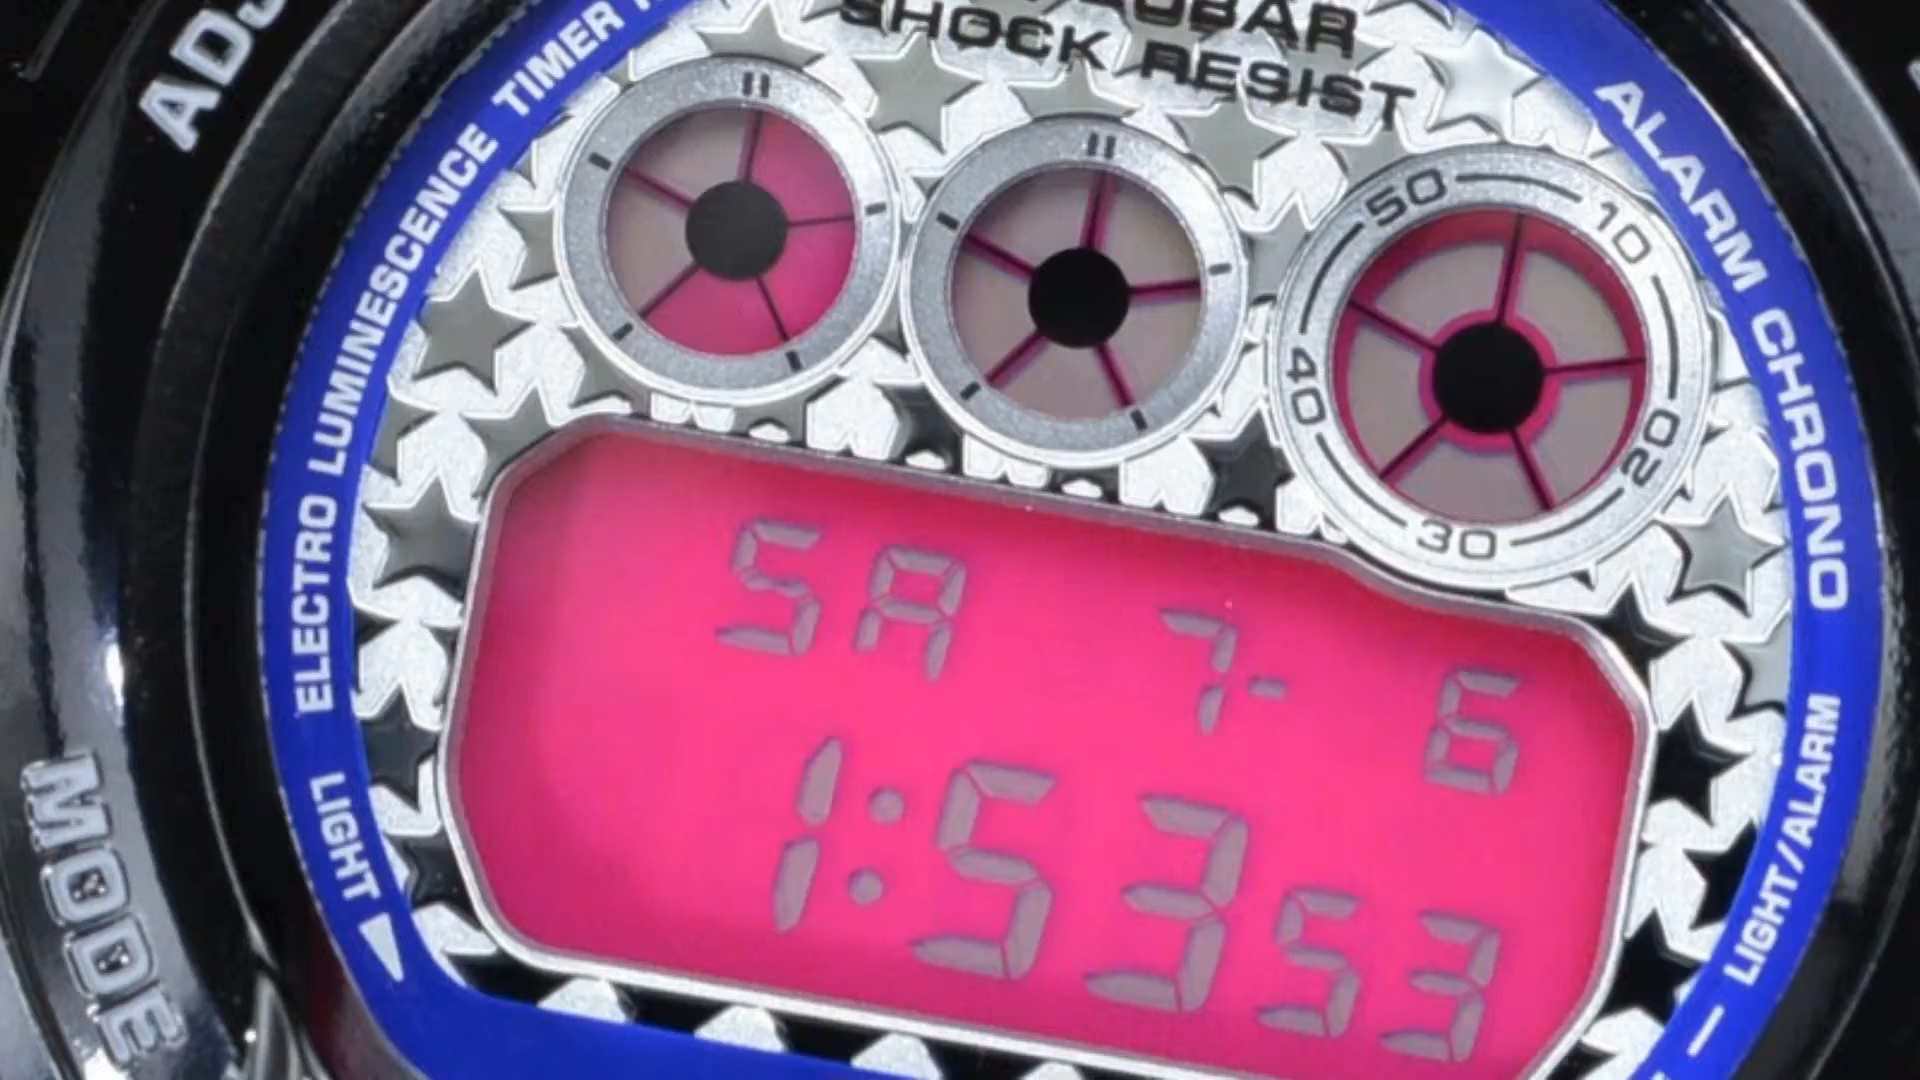 SHOCK RESIST
ELECTRO LUMINESCENCE TIMER
ALARM CHRONO
50
10
40
20
30
SA 7-6
1:53 53
LIGHT
LIGHT/ALARM
MODE